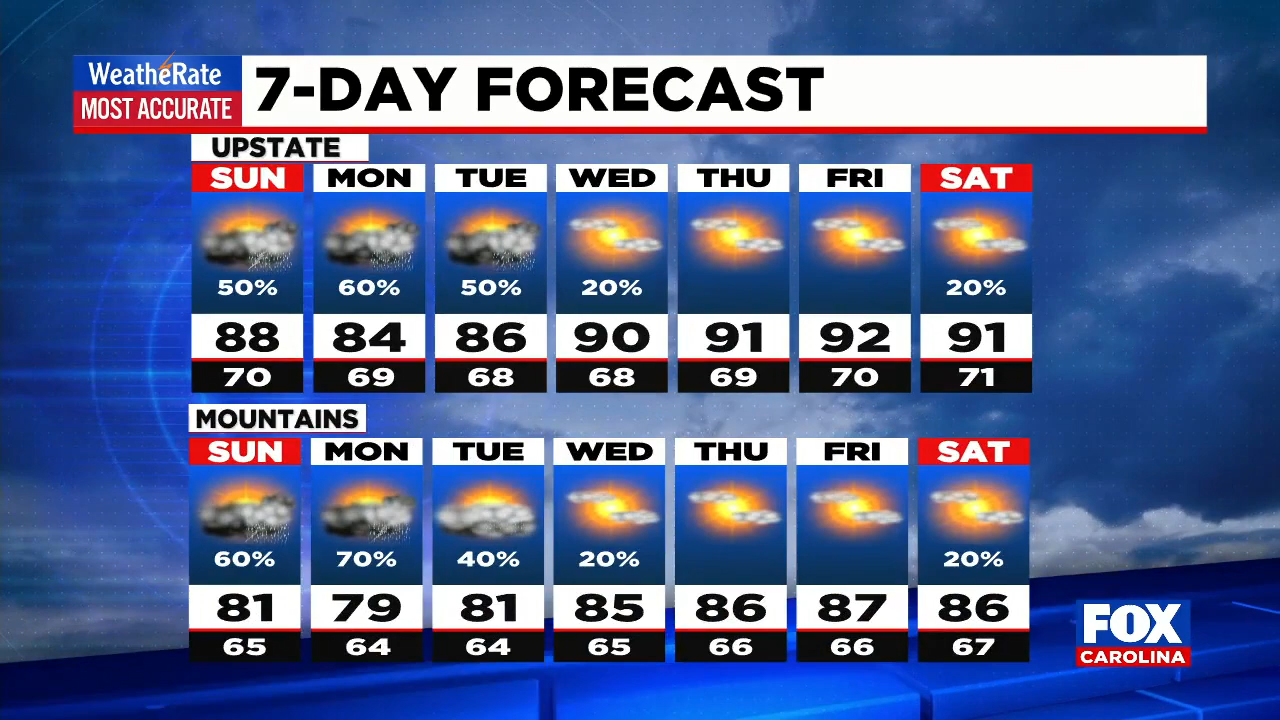 WeatheRate
MOST ACCURATE
7-DAY FORECAST
UPSTATE
SUN MON TUE WED THU FRI SAT
50% 60% 50% 20% 20%
88 84 86 90 91 92 91
70 69 68 68 69 70 71
MOUNTAINS
SUN MON TUE WED THU FRI SAT
60% 70% 40% 20% 20%
81 79 81 85 86 87 86
65 64 64 65 66 66 67
FOX
CAROLINA